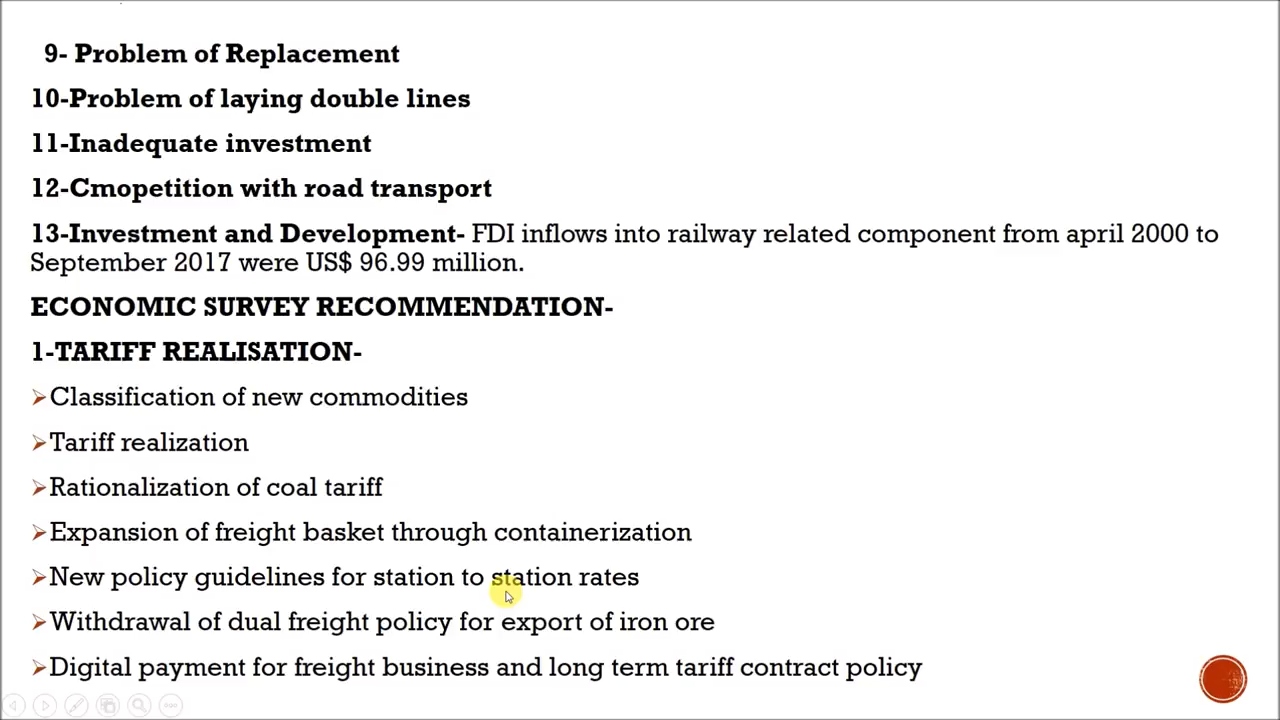 9- Problem of Replacement
10-Problem of laying double lines
11-Inadequate investment
12-Cmopetition with road transport
13-Investment and Development- FDI inflows into railway related component from april 2000 to
September 2017 were US$ 96.99 million.
ECONOMIC SURVEY RECOMMENDATION-
1-TARIFF REALISATION-
➢Classification of new commodities
➢Tariff realization
➢Rationalization of coal tariff
➢Expansion of freight basket through containerization
➢New policy guidelines for station to station rates
➢Withdrawal of dual freight policy for export of iron ore
➢Digital payment for freight business and long term tariff contract policy